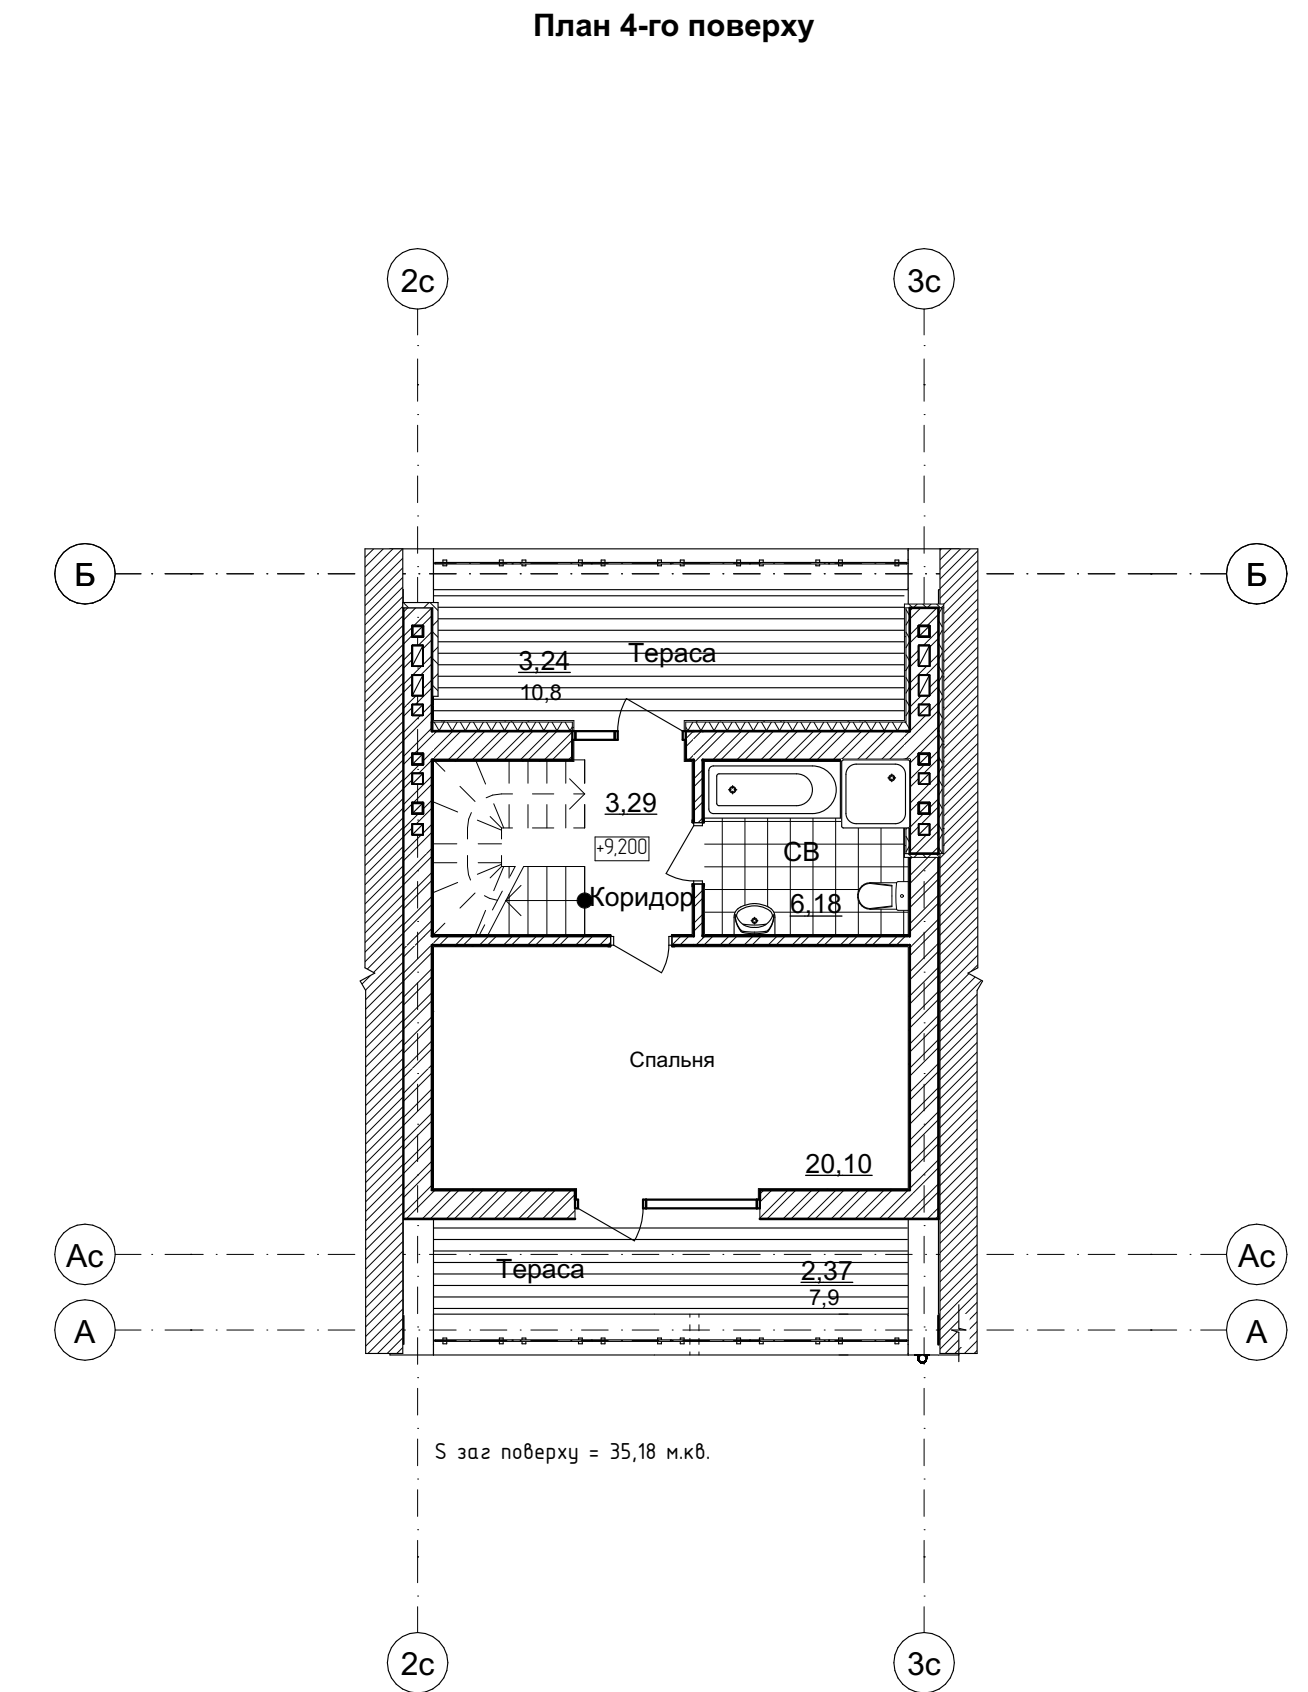 План 4-го поверху
2с
3с
Б
Б
3,24
Тераса
10,8
3,29
+9,200
СВ
Коридор
6,18
Спальня
20,10
Ас
Тераса
2,37
Ас
7,9
А
А
S заг поверху = 35,18 м.кв.
2с
3с